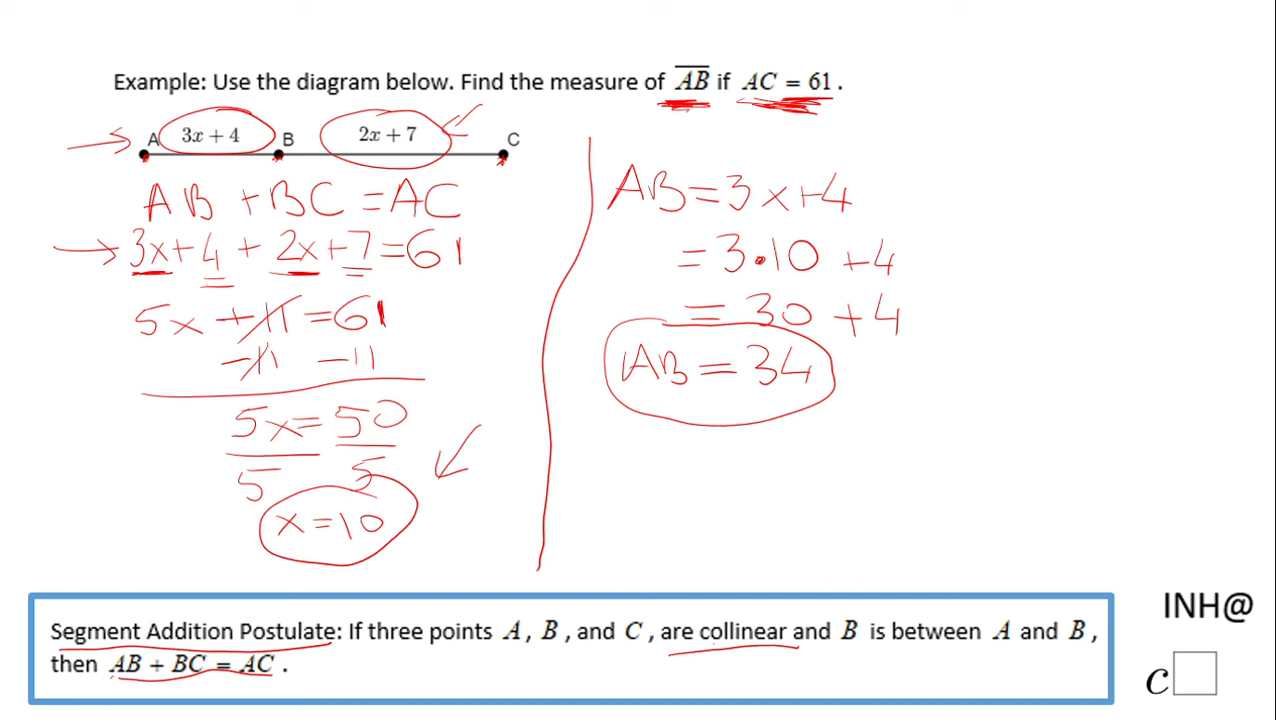 Example: Use the diagram below. Find the measure of AB if AC = 61 .
A 3x + 4 B 2x + 7 C
AB + BC = AC
3x + 4 + 2x + 7 = 61
5x + 11 = 61
-11 -11
5x = 50
5 5
x = 10
AB = 3x + 4
= 3•10 + 4
= 30 + 4
AB = 34
Segment Addition Postulate: If three points A , B , and C , are collinear and B is between A and B ,
then AB + BC = AC .
INH@
c